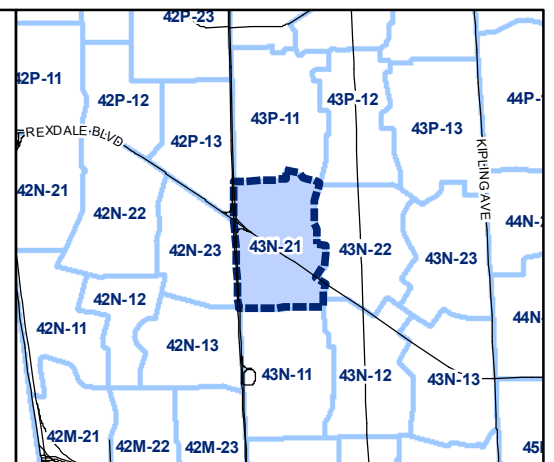 42P-23
42P-11
42P-12
43P-11
43P-12
44P-
42P-13
43P-13
REXDALE BLVD
KIPLING AVE
42N-21
42N-22
42N-23
43N-21
43N-22
43N-23
44N-2
42N-11
42N-12
42N-13
44N-
43N-11
43N-12
43N-13
42M-21
42M-22
42M-23
45